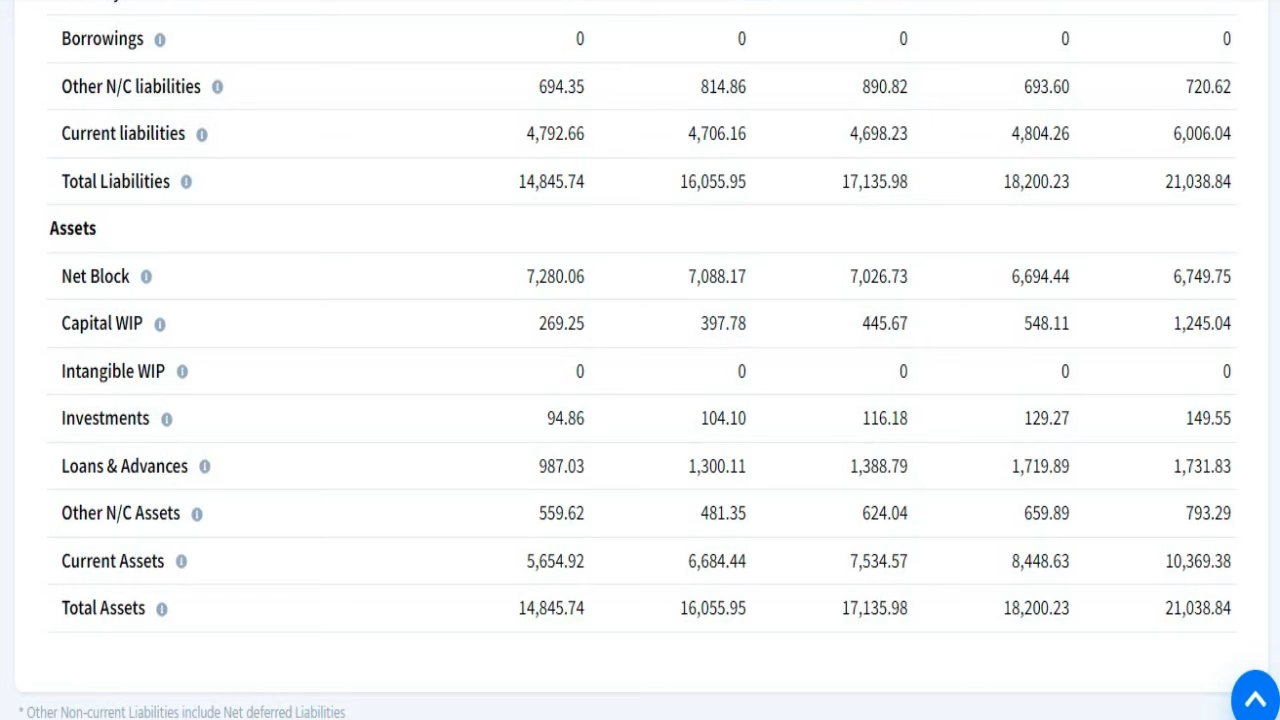 Borrowings 0 0 0 0 0
Other N/C liabilities 694.35 814.86 890.82 693.60 720.62
Current liabilities 4,792.66 4,706.16 4,698.23 4,804.26 6,006.04
Total Liabilities 14,845.74 16,055.95 17,135.98 18,200.23 21,038.84
Assets
Net Block 7,280.06 7,088.17 7,026.73 6,694.44 6,749.75
Capital WIP 269.25 397.78 445.67 548.11 1,245.04
Intangible WIP 0 0 0 0 0
Investments 94.86 104.10 116.18 129.27 149.55
Loans & Advances 987.03 1,300.11 1,388.79 1,719.89 1,731.83
Other N/C Assets 559.62 481.35 624.04 659.89 793.29
Current Assets 5,654.92 6,684.44 7,534.57 8,448.63 10,369.38
Total Assets 14,845.74 16,055.95 17,135.98 18,200.23 21,038.84
* Other Non-current Liabilities include Net deferred Liabilities